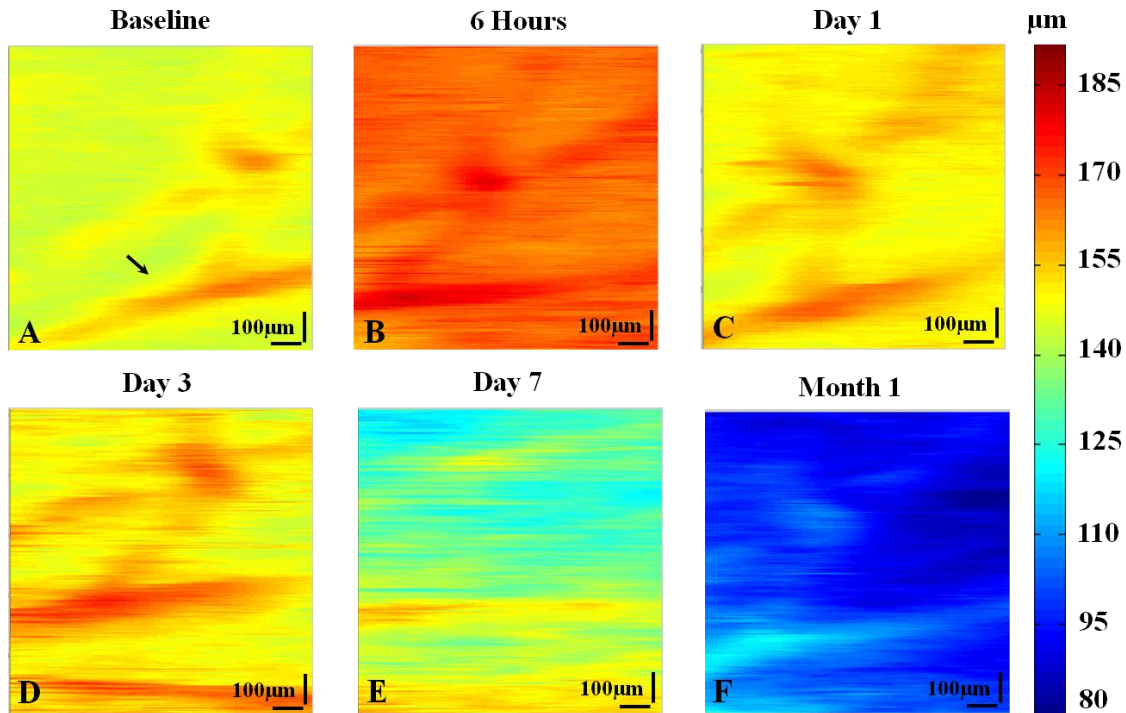 Baseline
6 Hours
Day 1
μm
A
100μm
B
100μm
C
100μm
185
170
155
140
125
110
95
80
Day 3
Day 7
Month 1
D
100μm
E
100μm
F
100μm